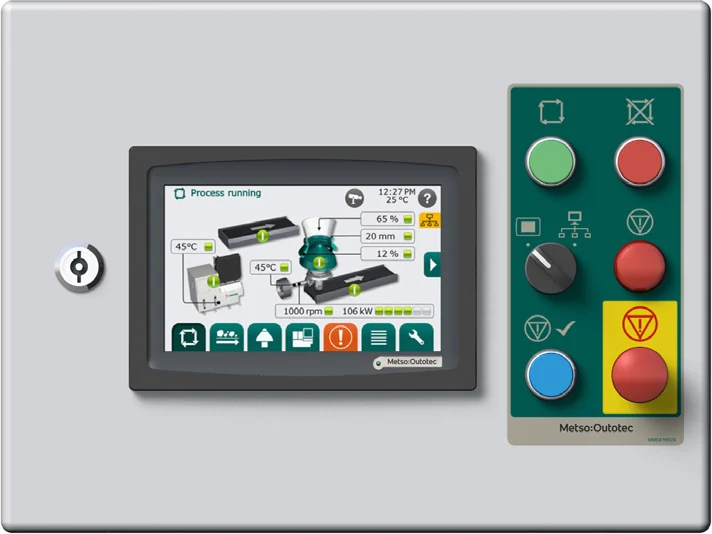 Process running
12:27 PM
25 °C
?
65 %
20 mm
12 %
45°C
45°C
1000 rpm
106 kW
Metso:Outotec
Metso:Outotec